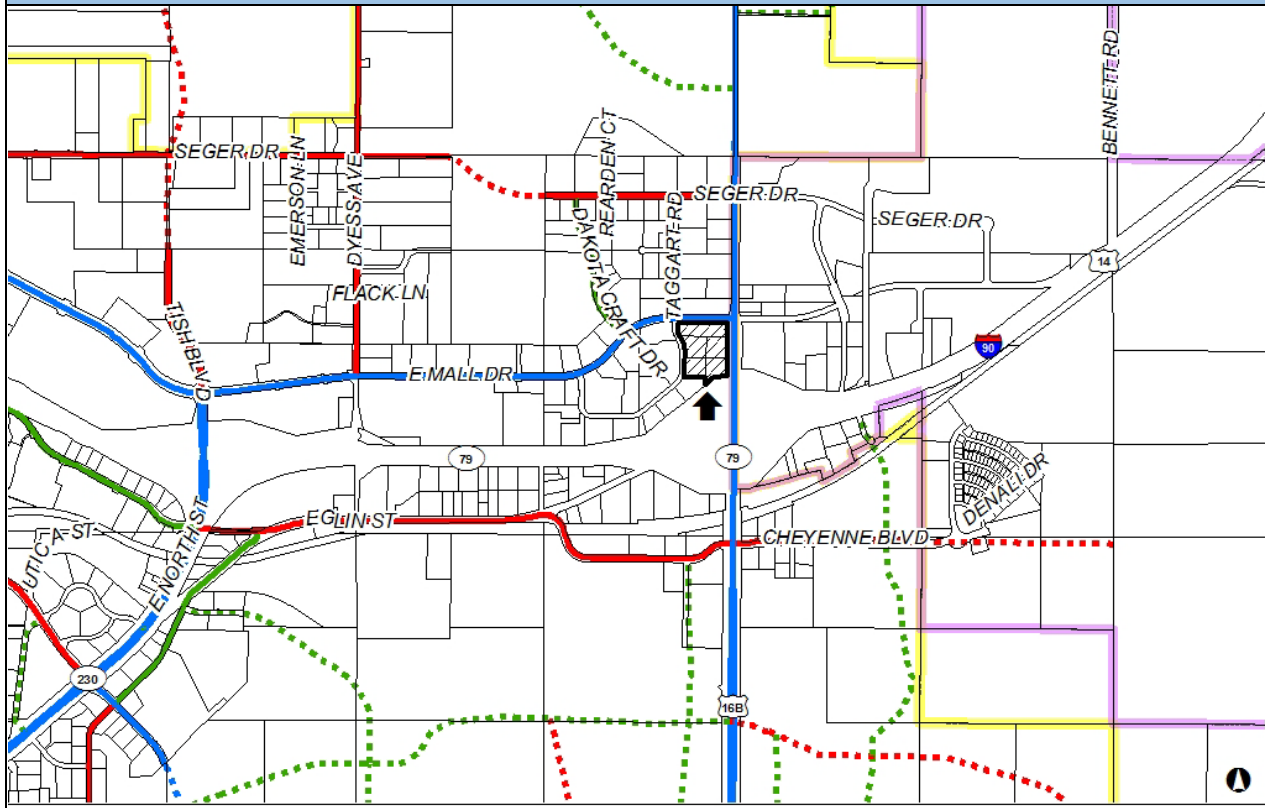 BENNETT RD
SEGER DR
EMERSON LN
DYESS AVE
REARDEN CT
TAGGART RD
SEGER DR
SEGER DR
DAKOTA CRAFT DR
14
FLACK LN
TISH BLVD
90
E MALL DR
79
79
DENALI DR
EGLIN ST
CHEYENNE BLVD
UTICA ST
E NORTH ST
230
16B